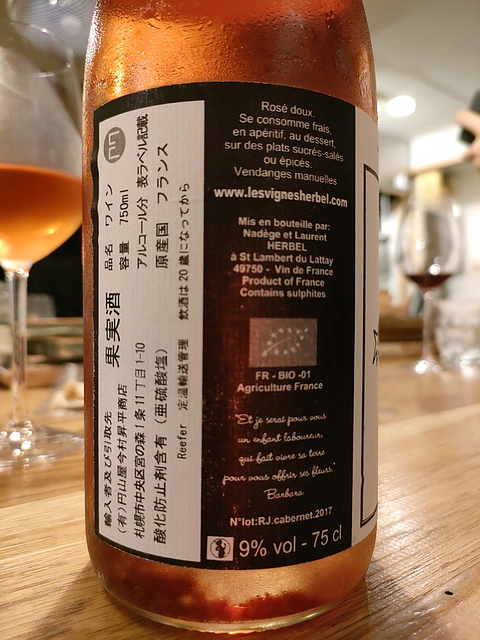 Rosé doux.
Se consomme frais,
en apéritif, au dessert,
sur des plats sucrés-salés
ou épicés.
Vendanges manuelles
www.lesvignesherbel.com
Mis en bouteille par:
Nadège et Laurent
HERBEL
à St Lambert du Lattay
49750 - Vin de France
Product of France
Contains sulphites
FR - BIO -01
Agriculture France
"Et je serai pour vous
un enfant laboureur,
qui fait vivre sa terre
pour vous offrir ses fleurs."
Barbara
N°lot:RJ.cabernet.2017
9% vol - 75 cl
品名 ワイン
容量 750ml
アルコール分 表ラベル記載
原産国 フランス
飲酒は20歳になってから
果実酒
輸入者及び引取先
(有)円山屋今村昇平商店
札幌市中央区宮の森1条11丁目1-10
酸化防止剤含有(亜硫酸塩)
Reefer 定温輸送管理